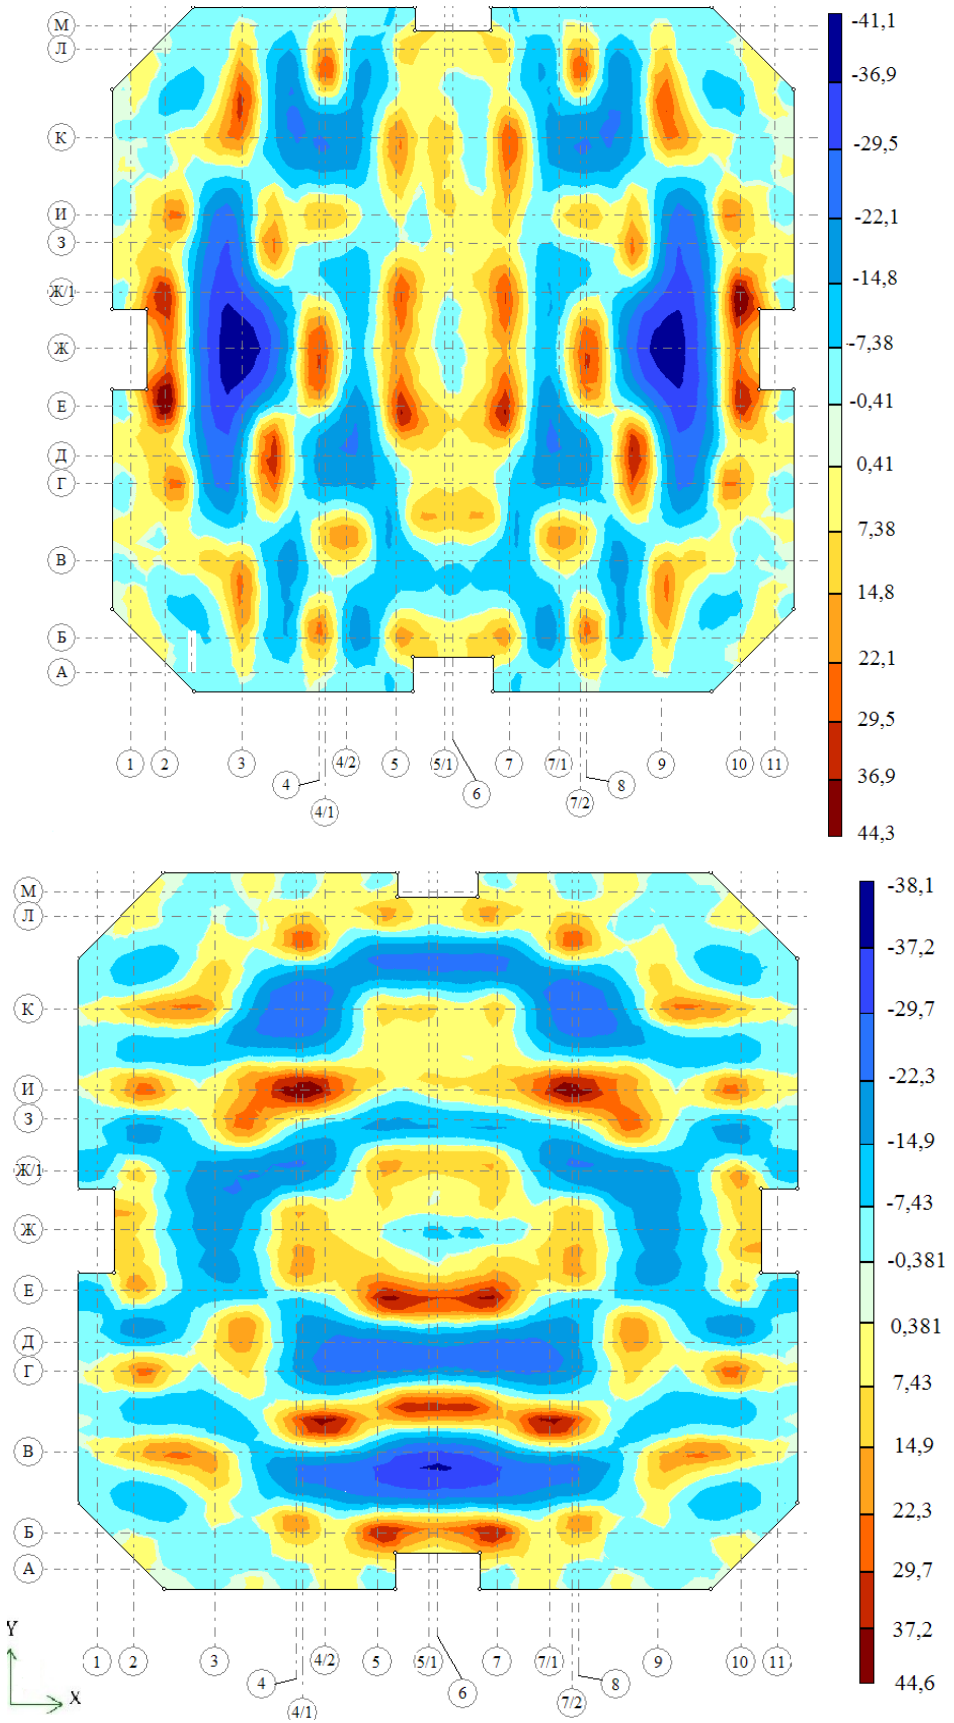 М
Л
К
И
З
Ж/1
Ж
Е
Д
Г
В
Б
А
1 2 3 4/2 5 5/1 7 7/1 9 10 11
4 6 8
4/1 7/2
-41,1
-36,9
-29,5
-22,1
-14,8
-7,38
-0,41
0,41
7,38
14,8
22,1
29,5
36,9
44,3
М
Л
К
И
З
Ж/1
Ж
Е
Д
Г
В
Б
А
Y
X
1 2 3 4/2 5 5/1 7 7/1 9 10 11
4 6 8
4/1 7/2
-38,1
-37,2
-29,7
-22,3
-14,9
-7,43
-0,381
0,381
7,43
14,9
22,3
29,7
37,2
44,6